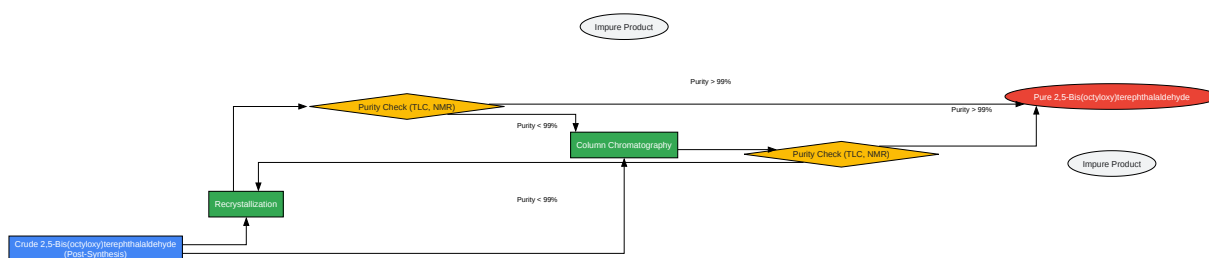 Impure Product
Purity > 99%
Pure 2,5-Bis(octyloxy)terephthalaldehyde
Purity Check (TLC, NMR)
Purity > 99%
Purity < 99%
Column Chromatography
Purity Check (TLC, NMR)
Impure Product
Purity < 99%
Recrystallization
Crude 2,5-Bis(octyloxy)terephthalaldehyde
(Post-Synthesis)